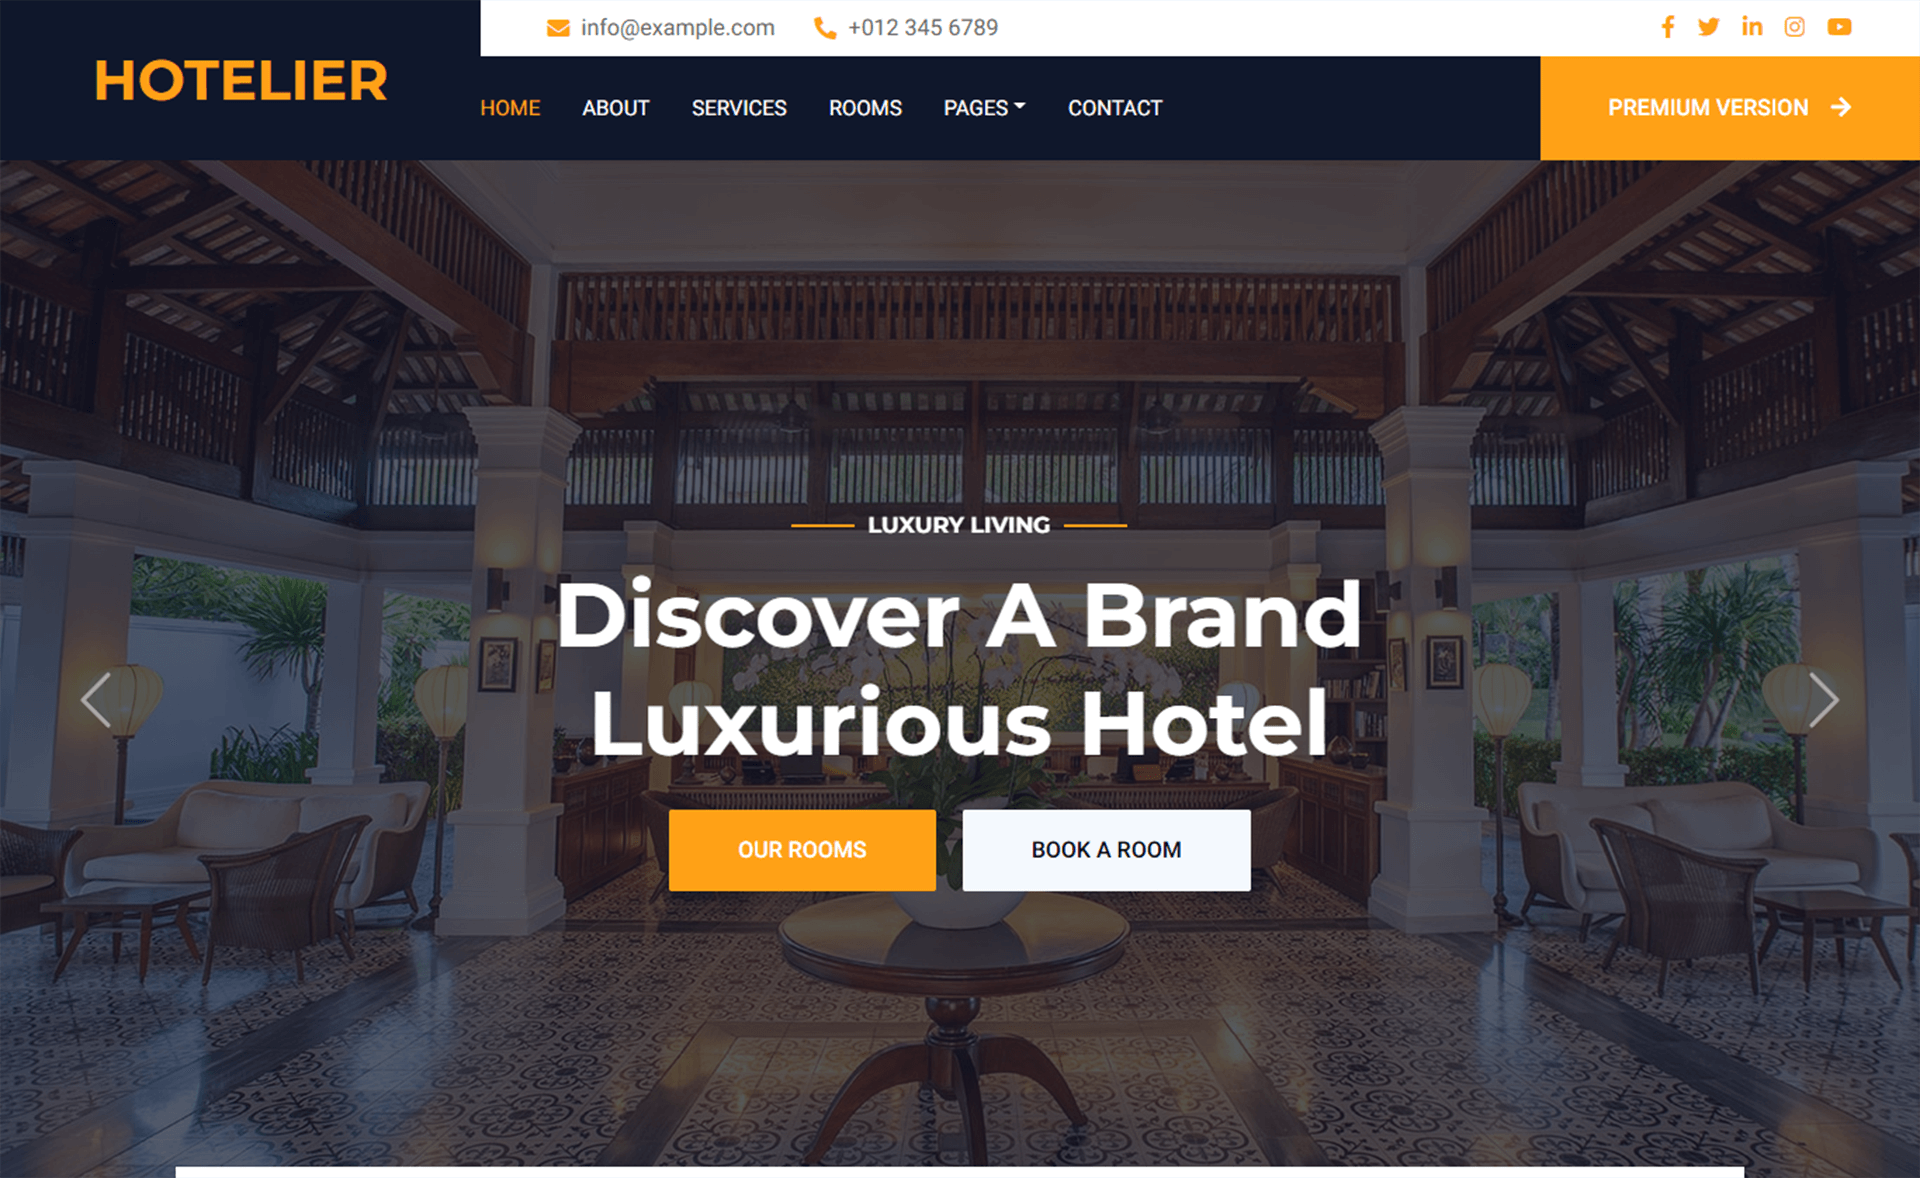 info@example.com
+012 345 6789
HOTELIER
HOME
ABOUT
SERVICES
ROOMS
PAGES
CONTACT
PREMIUM VERSION
LUXURY LIVING
Discover A Brand
Luxurious Hotel
OUR ROOMS
BOOK A ROOM